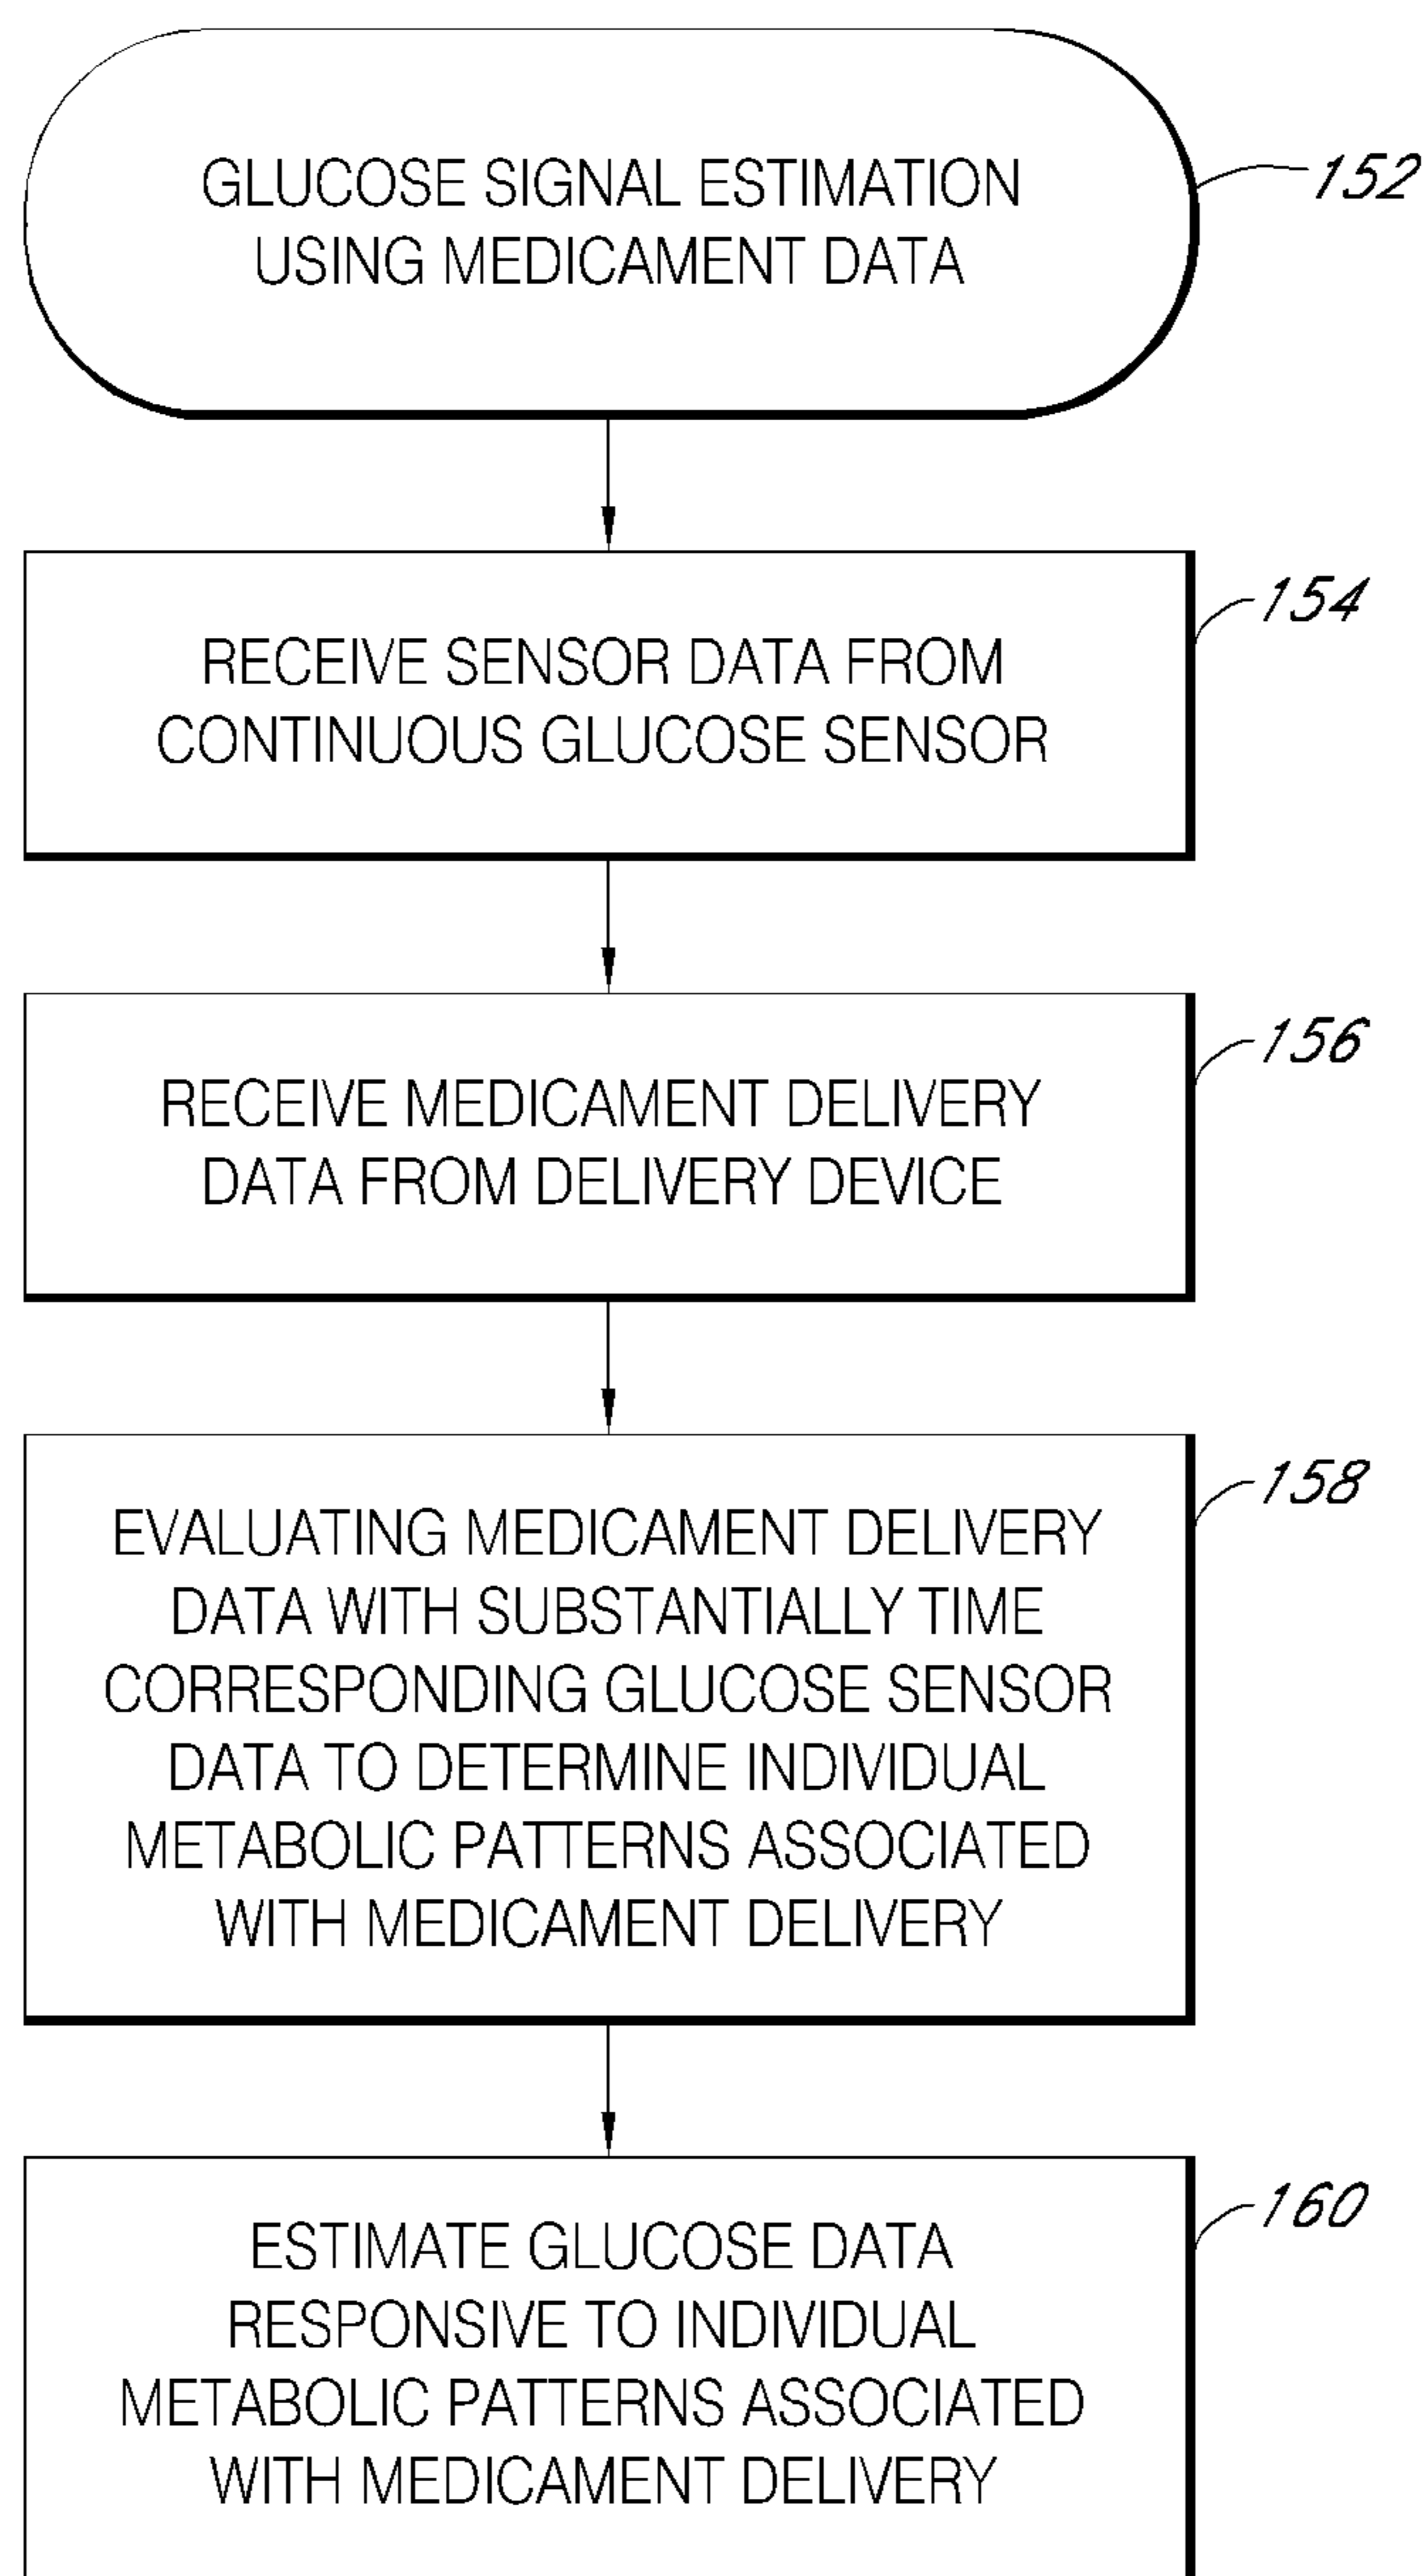 GLUCOSE SIGNAL ESTIMATION
USING MEDICAMENT DATA
152
RECEIVE SENSOR DATA FROM
CONTINUOUS GLUCOSE SENSOR
154
RECEIVE MEDICAMENT DELIVERY
DATA FROM DELIVERY DEVICE
156
EVALUATING MEDICAMENT DELIVERY
DATA WITH SUBSTANTIALLY TIME
CORRESPONDING GLUCOSE SENSOR
DATA TO DETERMINE INDIVIDUAL
METABOLIC PATTERNS ASSOCIATED
WITH MEDICAMENT DELIVERY
158
ESTIMATE GLUCOSE DATA
RESPONSIVE TO INDIVIDUAL
METABOLIC PATTERNS ASSOCIATED
WITH MEDICAMENT DELIVERY
160